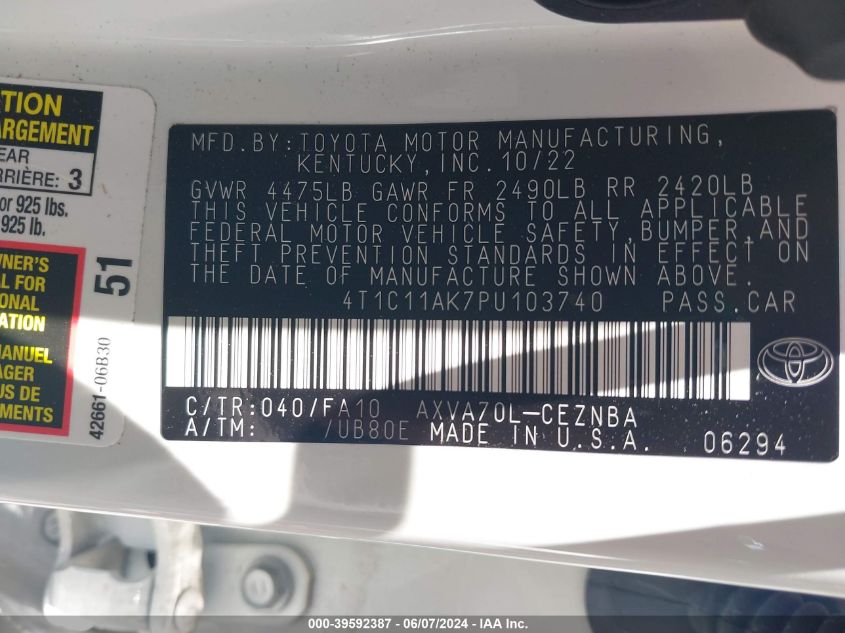 TION
ARGEMENT
EAR
ARRIÈRE: 3
or 925 lbs.
925 lb.
WNER'S
AL FOR
TIONAL
ATION
MANUEL
AGER
US DE
EMENTS
51
42661-06B30
MFD.BY:TOYOTA MOTOR MANUFACTURING,
KENTUCKY,INC.10/22
GVWR 4475LB GAWR FR 2490LB RR 2420LB
THIS VEHICLE CONFORMS TO ALL APPLICABLE
FEDERAL MOTOR VEHICLE SAFETY,BUMPER,AND
THEFT PREVENTION STANDARDS IN EFFECT ON
THE DATE OF MANUFACTURE SHOWN ABOVE.
4T1C11AK7PU103740 PASS.CAR
C/TR:040/FA10 AXVA70L-CEZNBA
A/TM: /UB80E MADE IN U.S.A. 06294
000-39592387 - 06/07/2024 - IAA Inc.